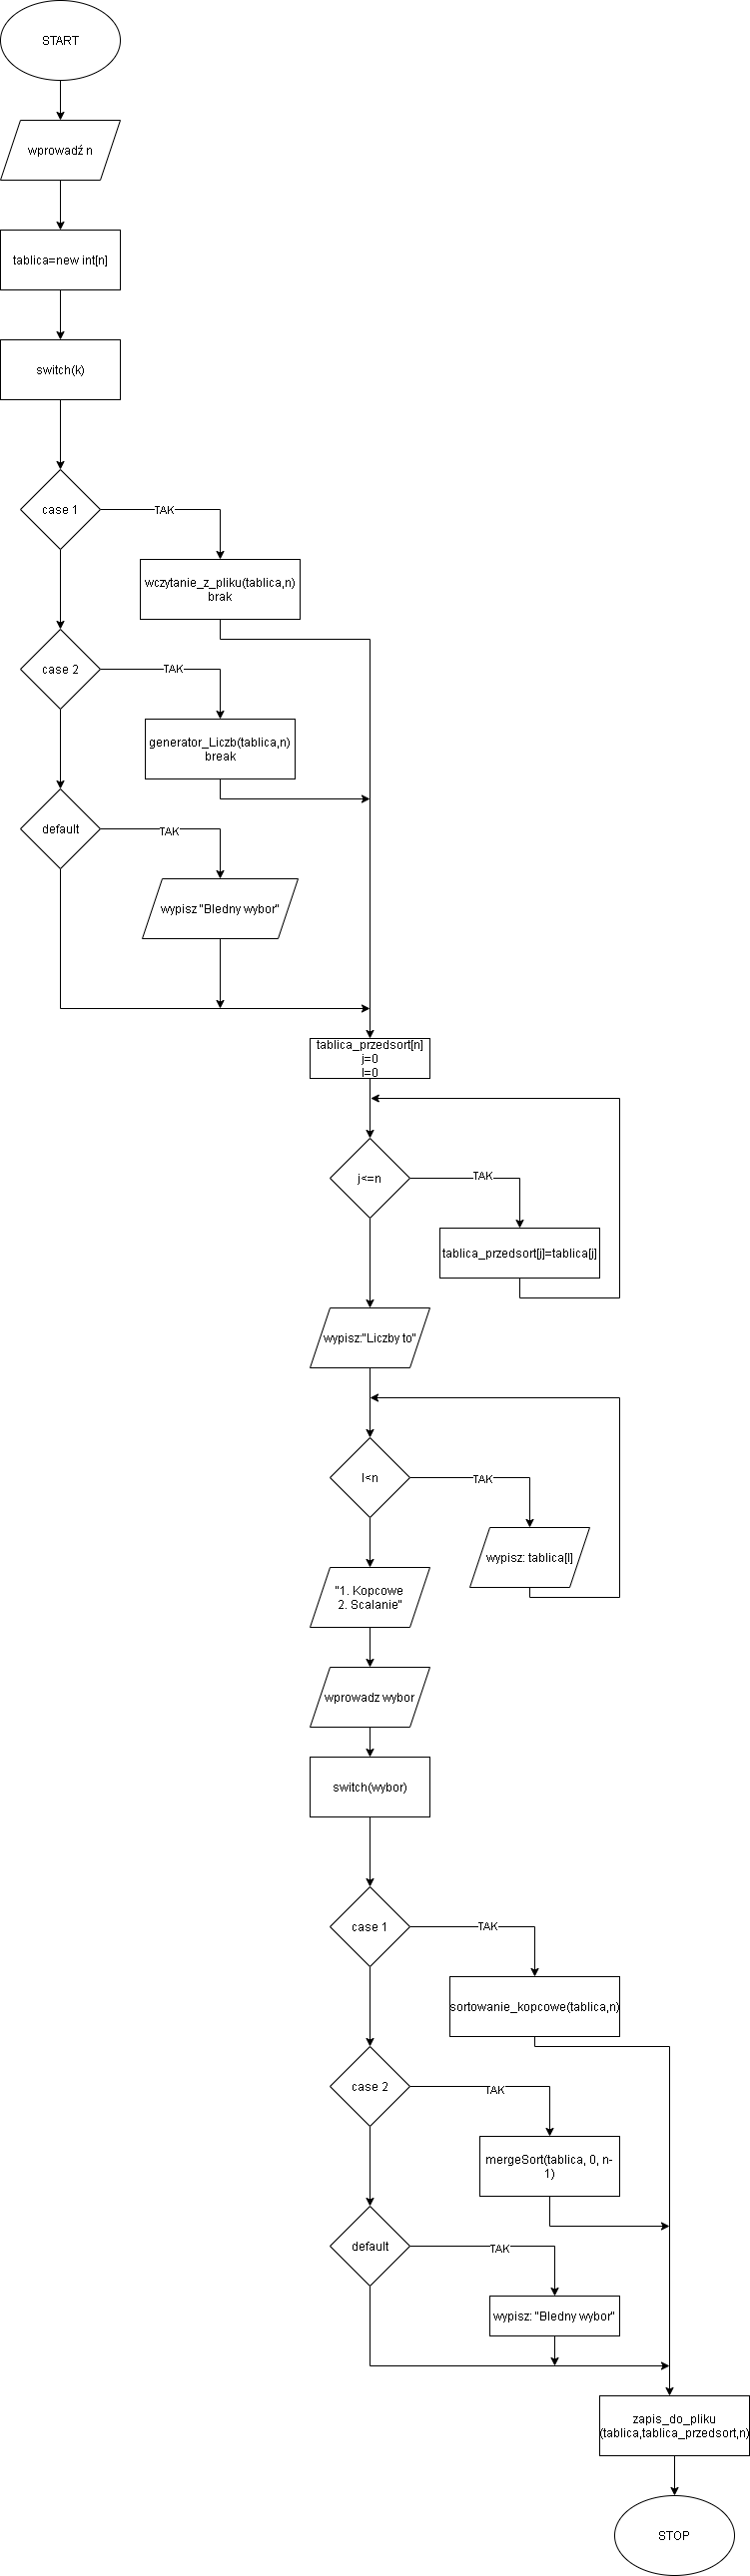 START
wprowadź n
tablica=new int[n]
switch(k)
case 1
TAK
wczytanie_z_pliku(tablica,n)
brak
case 2
TAK
generator_Liczb(tablica,n)
break
default
TAK
wypisz "Bledny wybor"
tablica_przedsort[n]
j=0
l=0
j<=n
TAK
tablica_przedsort[j]=tablica[j]
wypisz:"Liczby to"
l<n
TAK
wypisz: tablica[l]
"1. Kopcowe
2. Scalanie"
wprowadz wybor
switch(wybor)
case 1
TAK
sortowanie_kopcowe(tablica,n)
case 2
TAK
mergeSort(tablica, 0, n-
1)
default
TAK
wypisz: "Bledny wybor"
zapis_do_pliku
(tablica,tablica_przedsort,n)
STOP